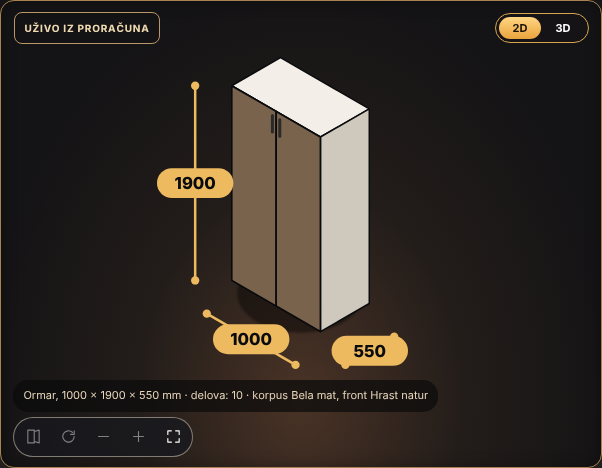 UŽIVO IZ PRORAČUNA
2D 3D
1900
1000
550
Ormar, 1000 × 1900 × 550 mm · delova: 10 · korpus Bela mat, front Hrast natur